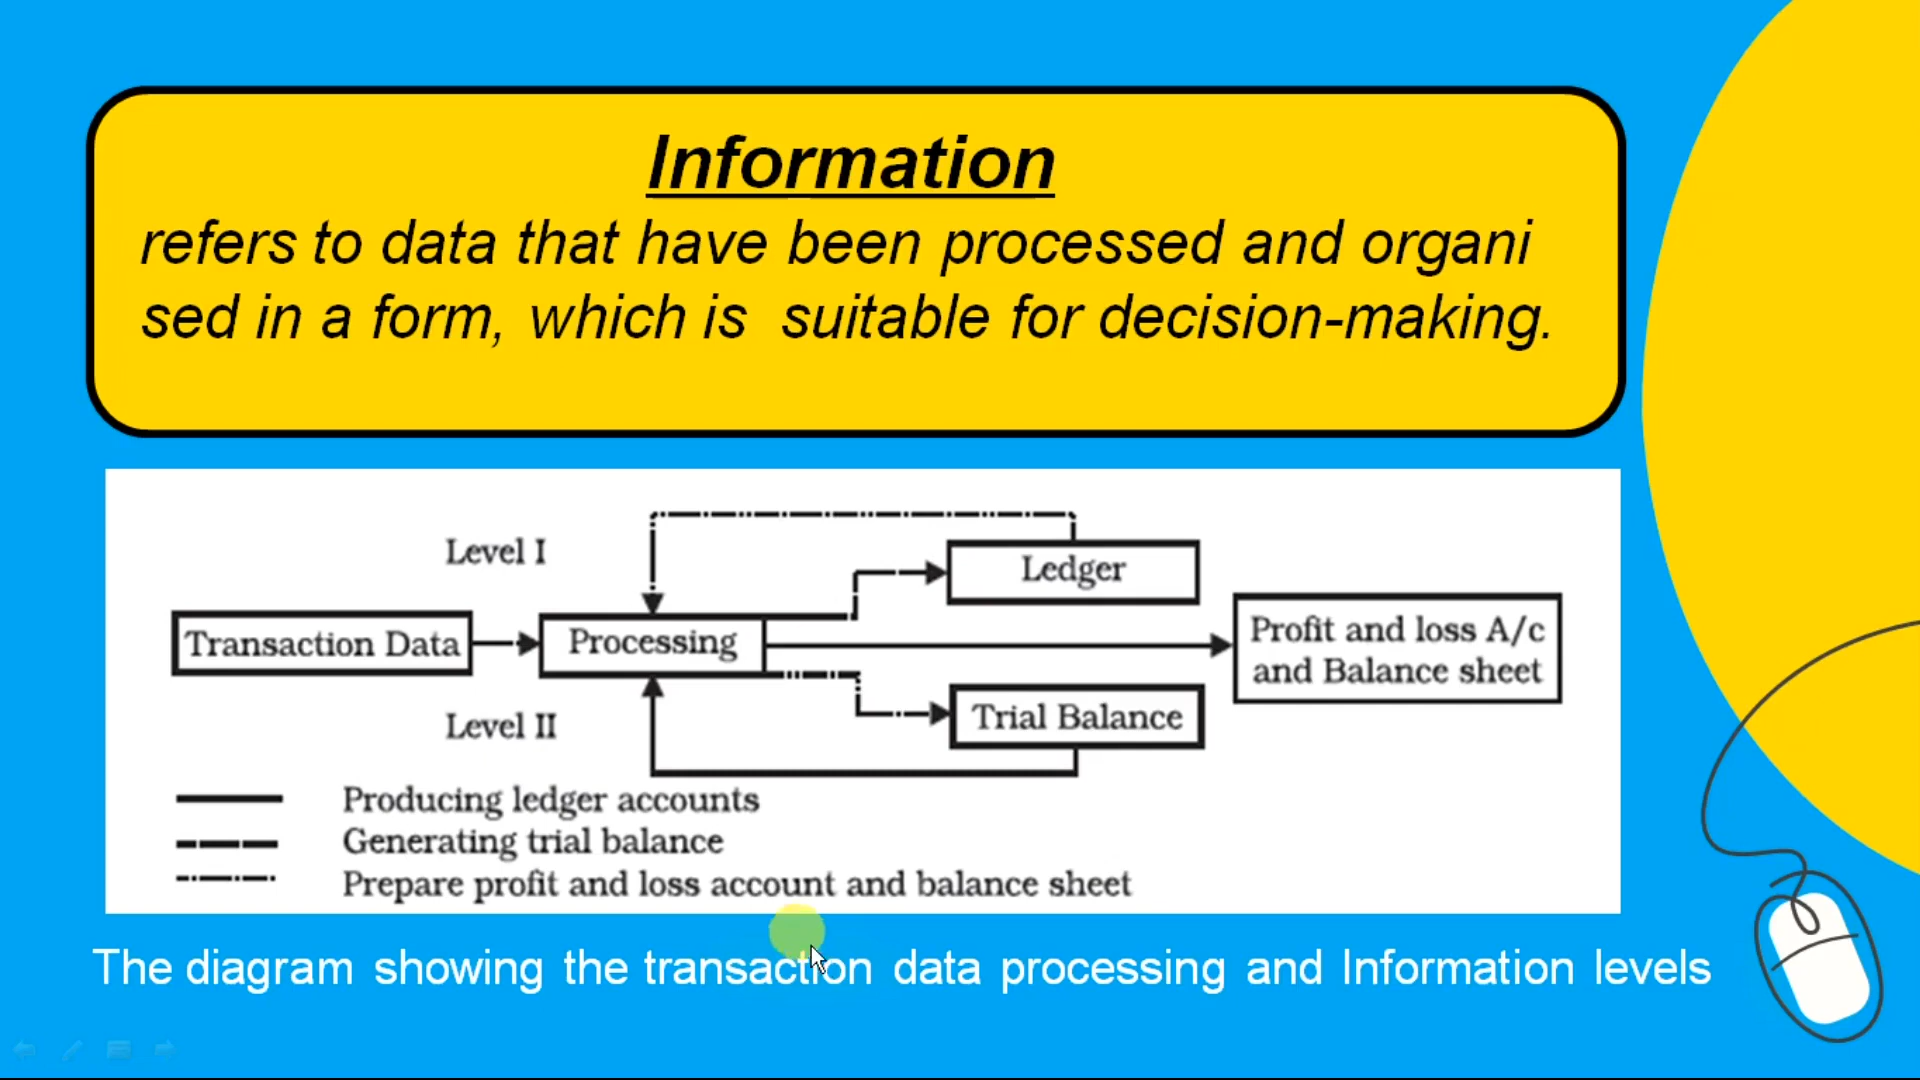 Information
refers to data that have been processed and organi
sed in a form, which is suitable for decision-making.
Level I
Ledger
Transaction Data
Processing
Profit and loss A/c
and Balance sheet
Level II
Trial Balance
Producing ledger accounts
Generating trial balance
Prepare profit and loss account and balance sheet
The diagram showing the transaction data processing and Information levels